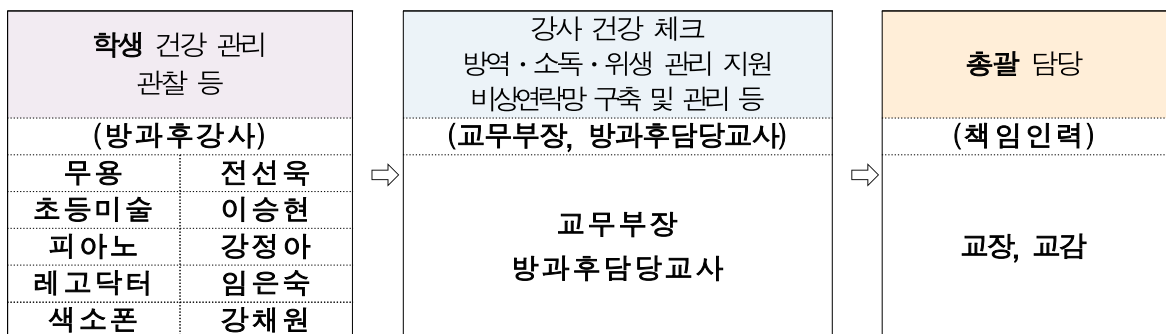 학생 건강 관리
관찰 등
(방과후강사)
무용 전선욱
초등미술 이승현
피아노 강정아
레고닥터 임은숙
색소폰 강채원
⇨
강사 건강 체크
방역・소독・위생 관리 지원
비상연락망 구축 및 관리 등
(교무부장, 방과후담당교사)
교무부장
방과후담당교사
⇨
총괄 담당
(책임인력)
교장, 교감